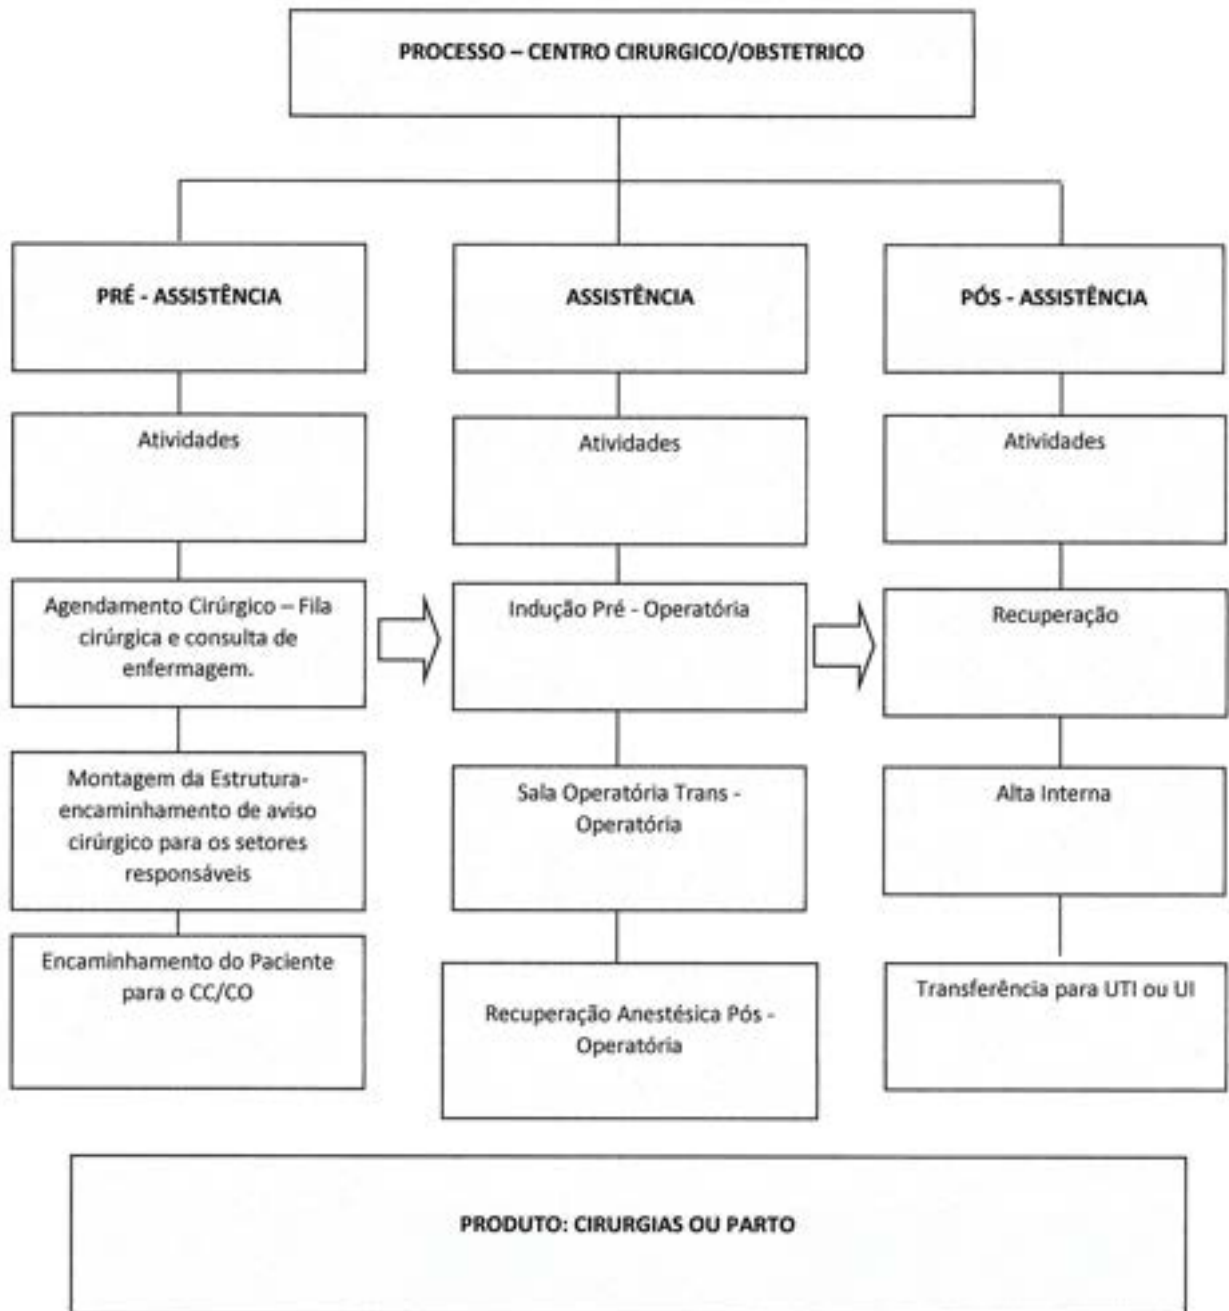 PROCESSO – CENTRO CIRURGICO/OBSTETRICO
PRÉ - ASSISTÊNCIA
ASSISTÊNCIA
PÓS - ASSISTÊNCIA
Atividades
Atividades
Atividades
Agendamento Cirúrgico – Fila
cirúrgica e consulta de
enfermagem.
Indução Pré - Operatória
Recuperação
Montagem da Estrutura-
encaminhamento de aviso
cirúrgico para os setores
responsáveis
Sala Operatória Trans -
Operatória
Alta Interna
Encaminhamento do Paciente
para o CC/CO
Recuperação Anestésica Pós -
Operatória
Transferência para UTI ou UI
PRODUTO: CIRURGIAS OU PARTO